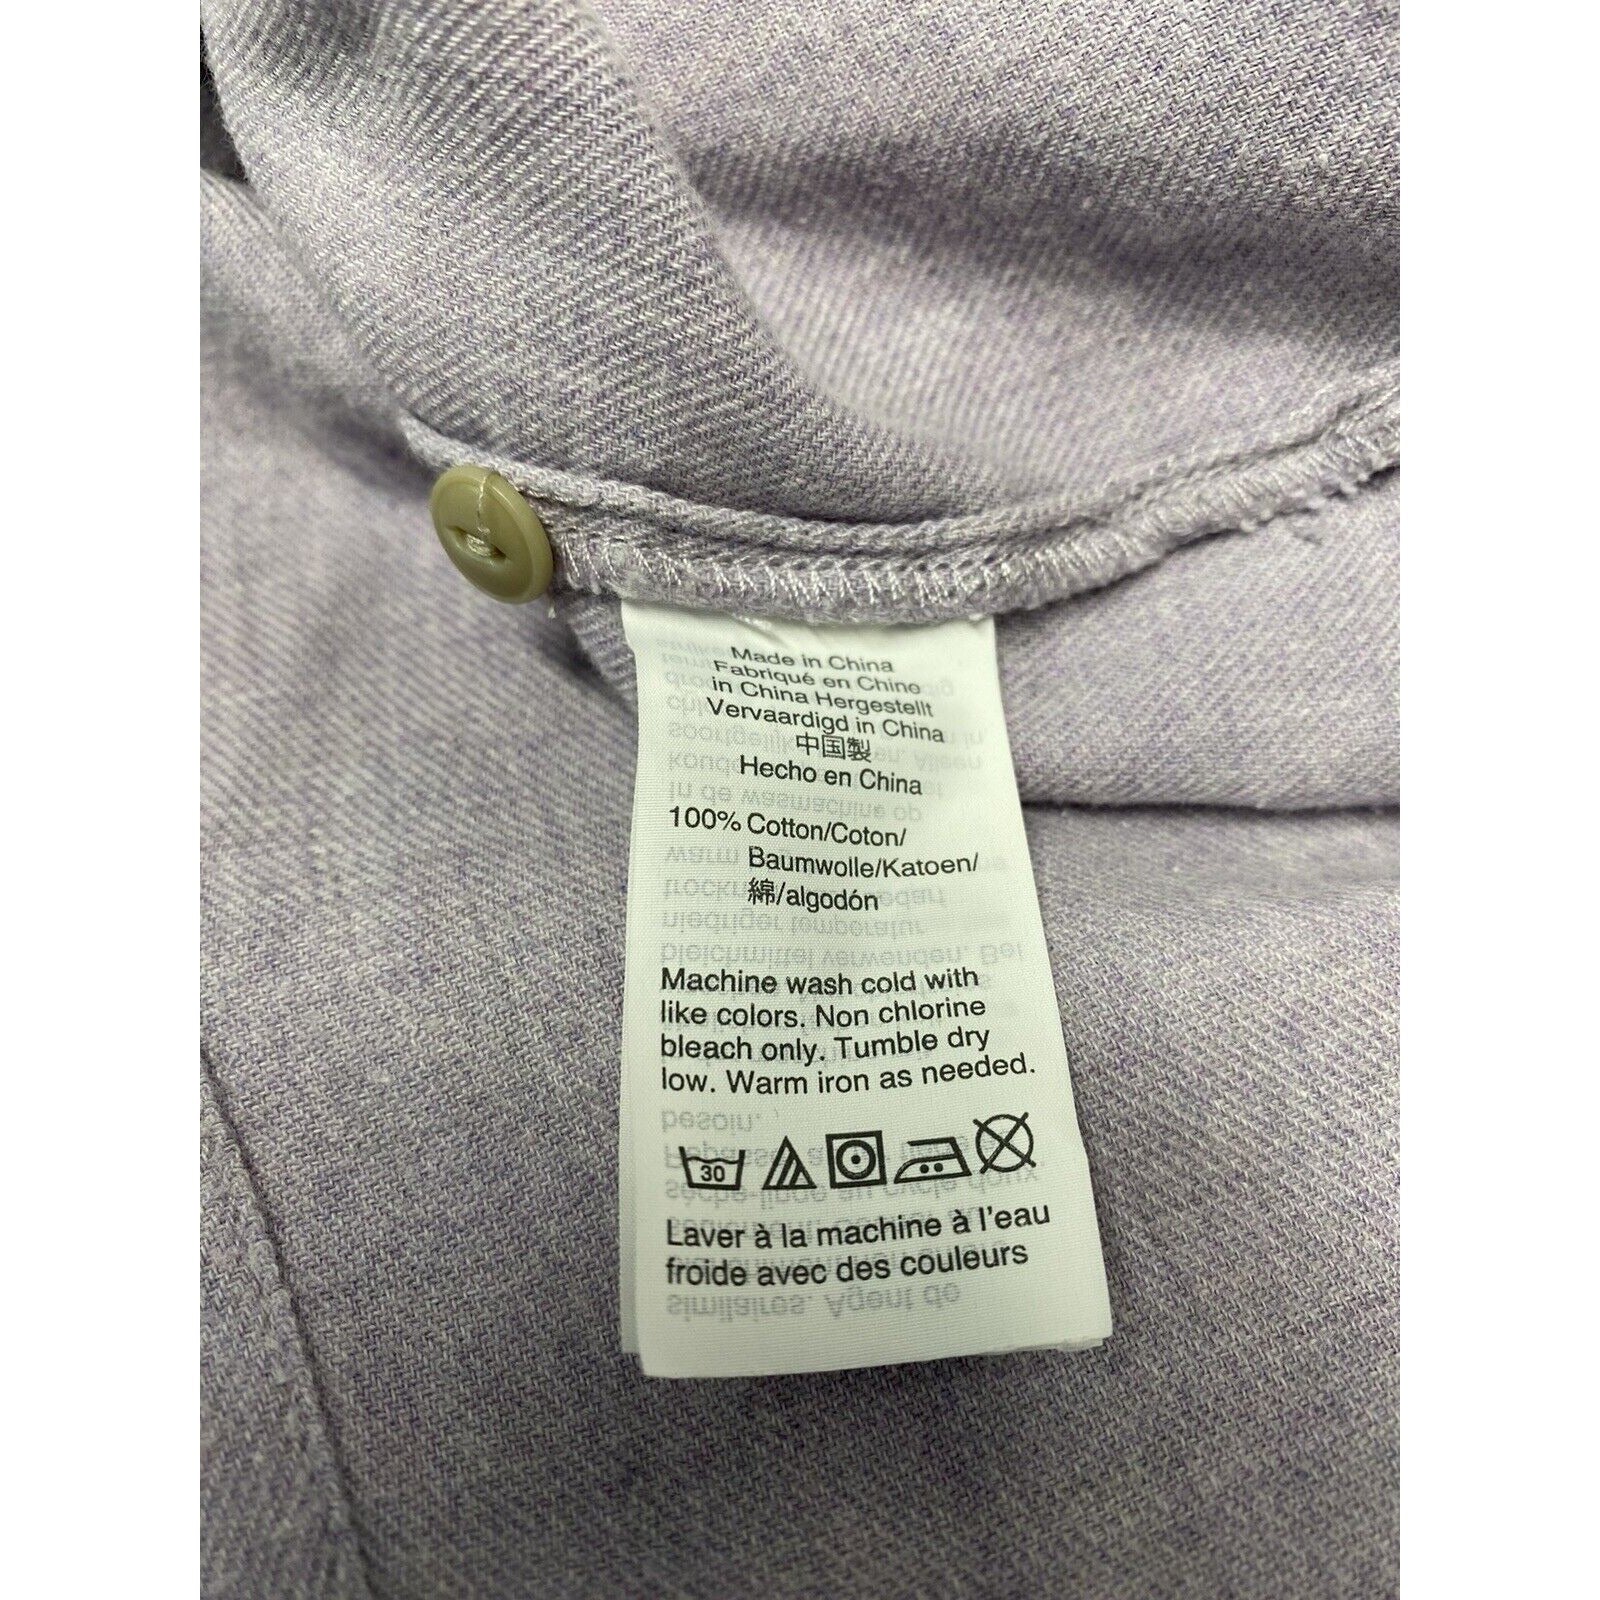 Made in China
Fabriqué en Chine
in China Hergestellt
Vervaardigd in China
中国製
Hecho en China
100% Cotton/Coton/
Baumwolle/Katoen/
綿/algodón
Machine wash cold with
like colors. Non chlorine
bleach only. Tumble dry
low. Warm iron as needed.
30
Laver à la machine à l'eau
froide avec des couleurs